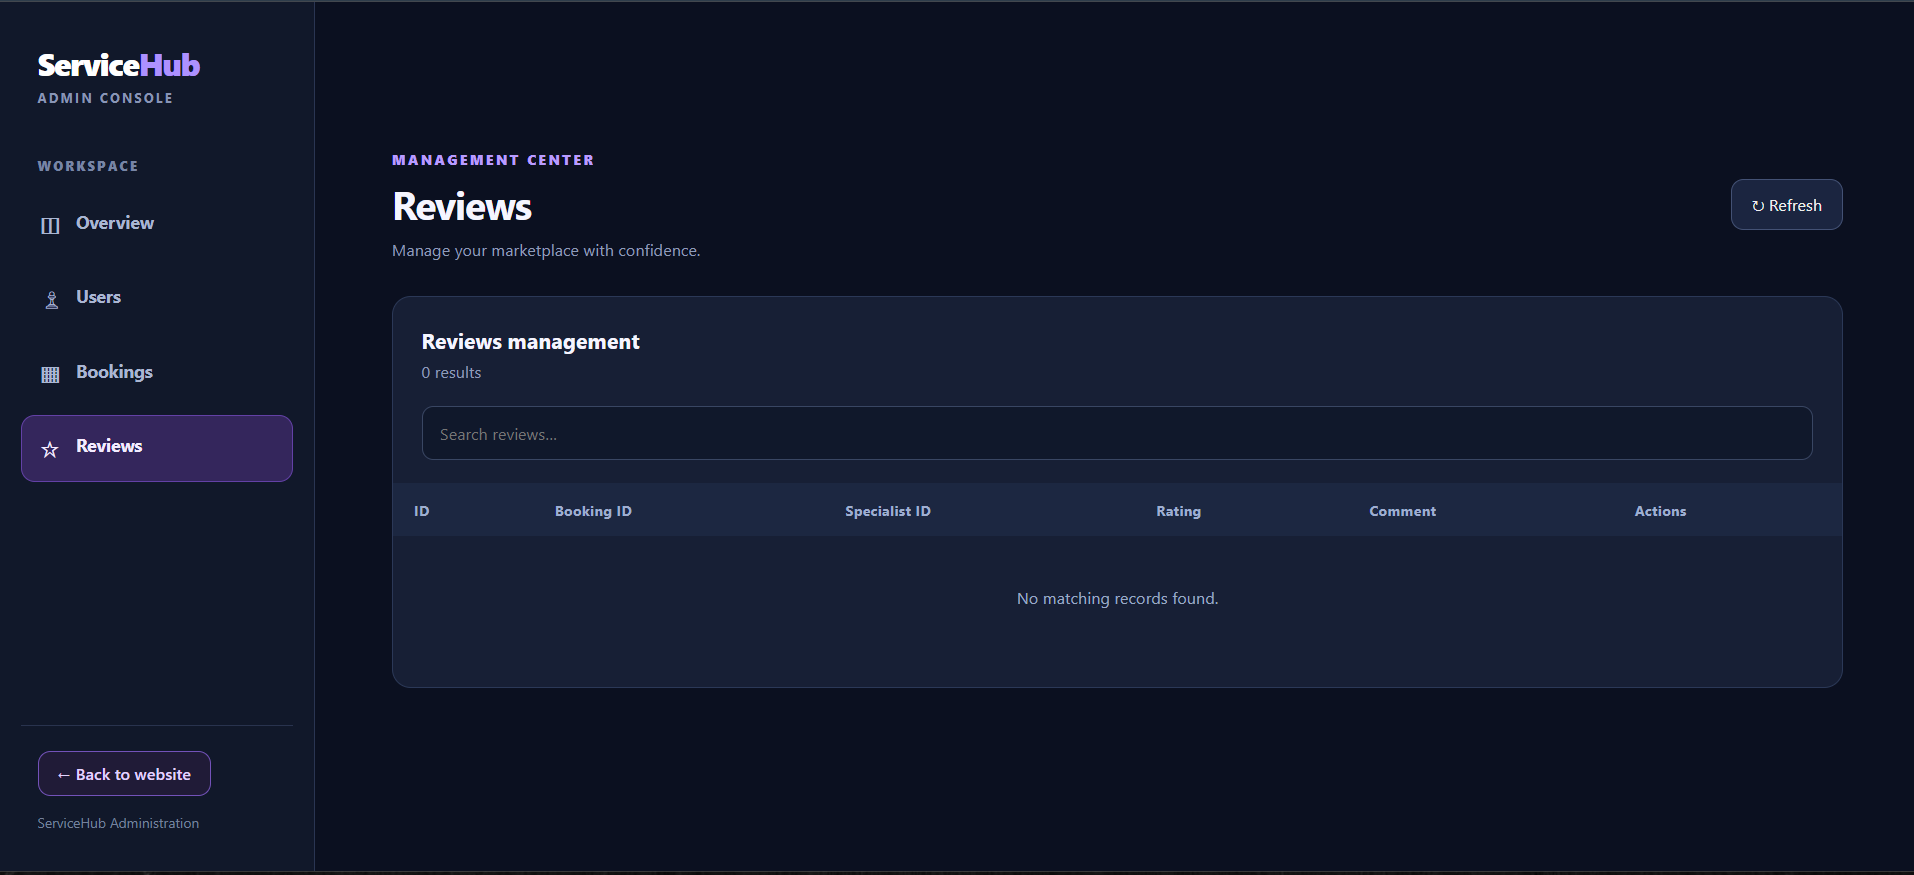 ServiceHub
ADMIN CONSOLE
WORKSPACE
Overview
Users
Bookings
☆ Reviews
← Back to website
ServiceHub Administration
MANAGEMENT CENTER
Reviews
Manage your marketplace with confidence.
↻ Refresh
Reviews management
0 results
Search reviews...
ID Booking ID Specialist ID Rating Comment Actions
No matching records found.